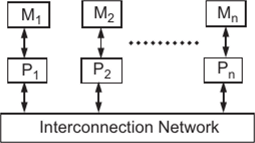 M1 M2 Mn
P1 P2 Pn
Interconnection Network